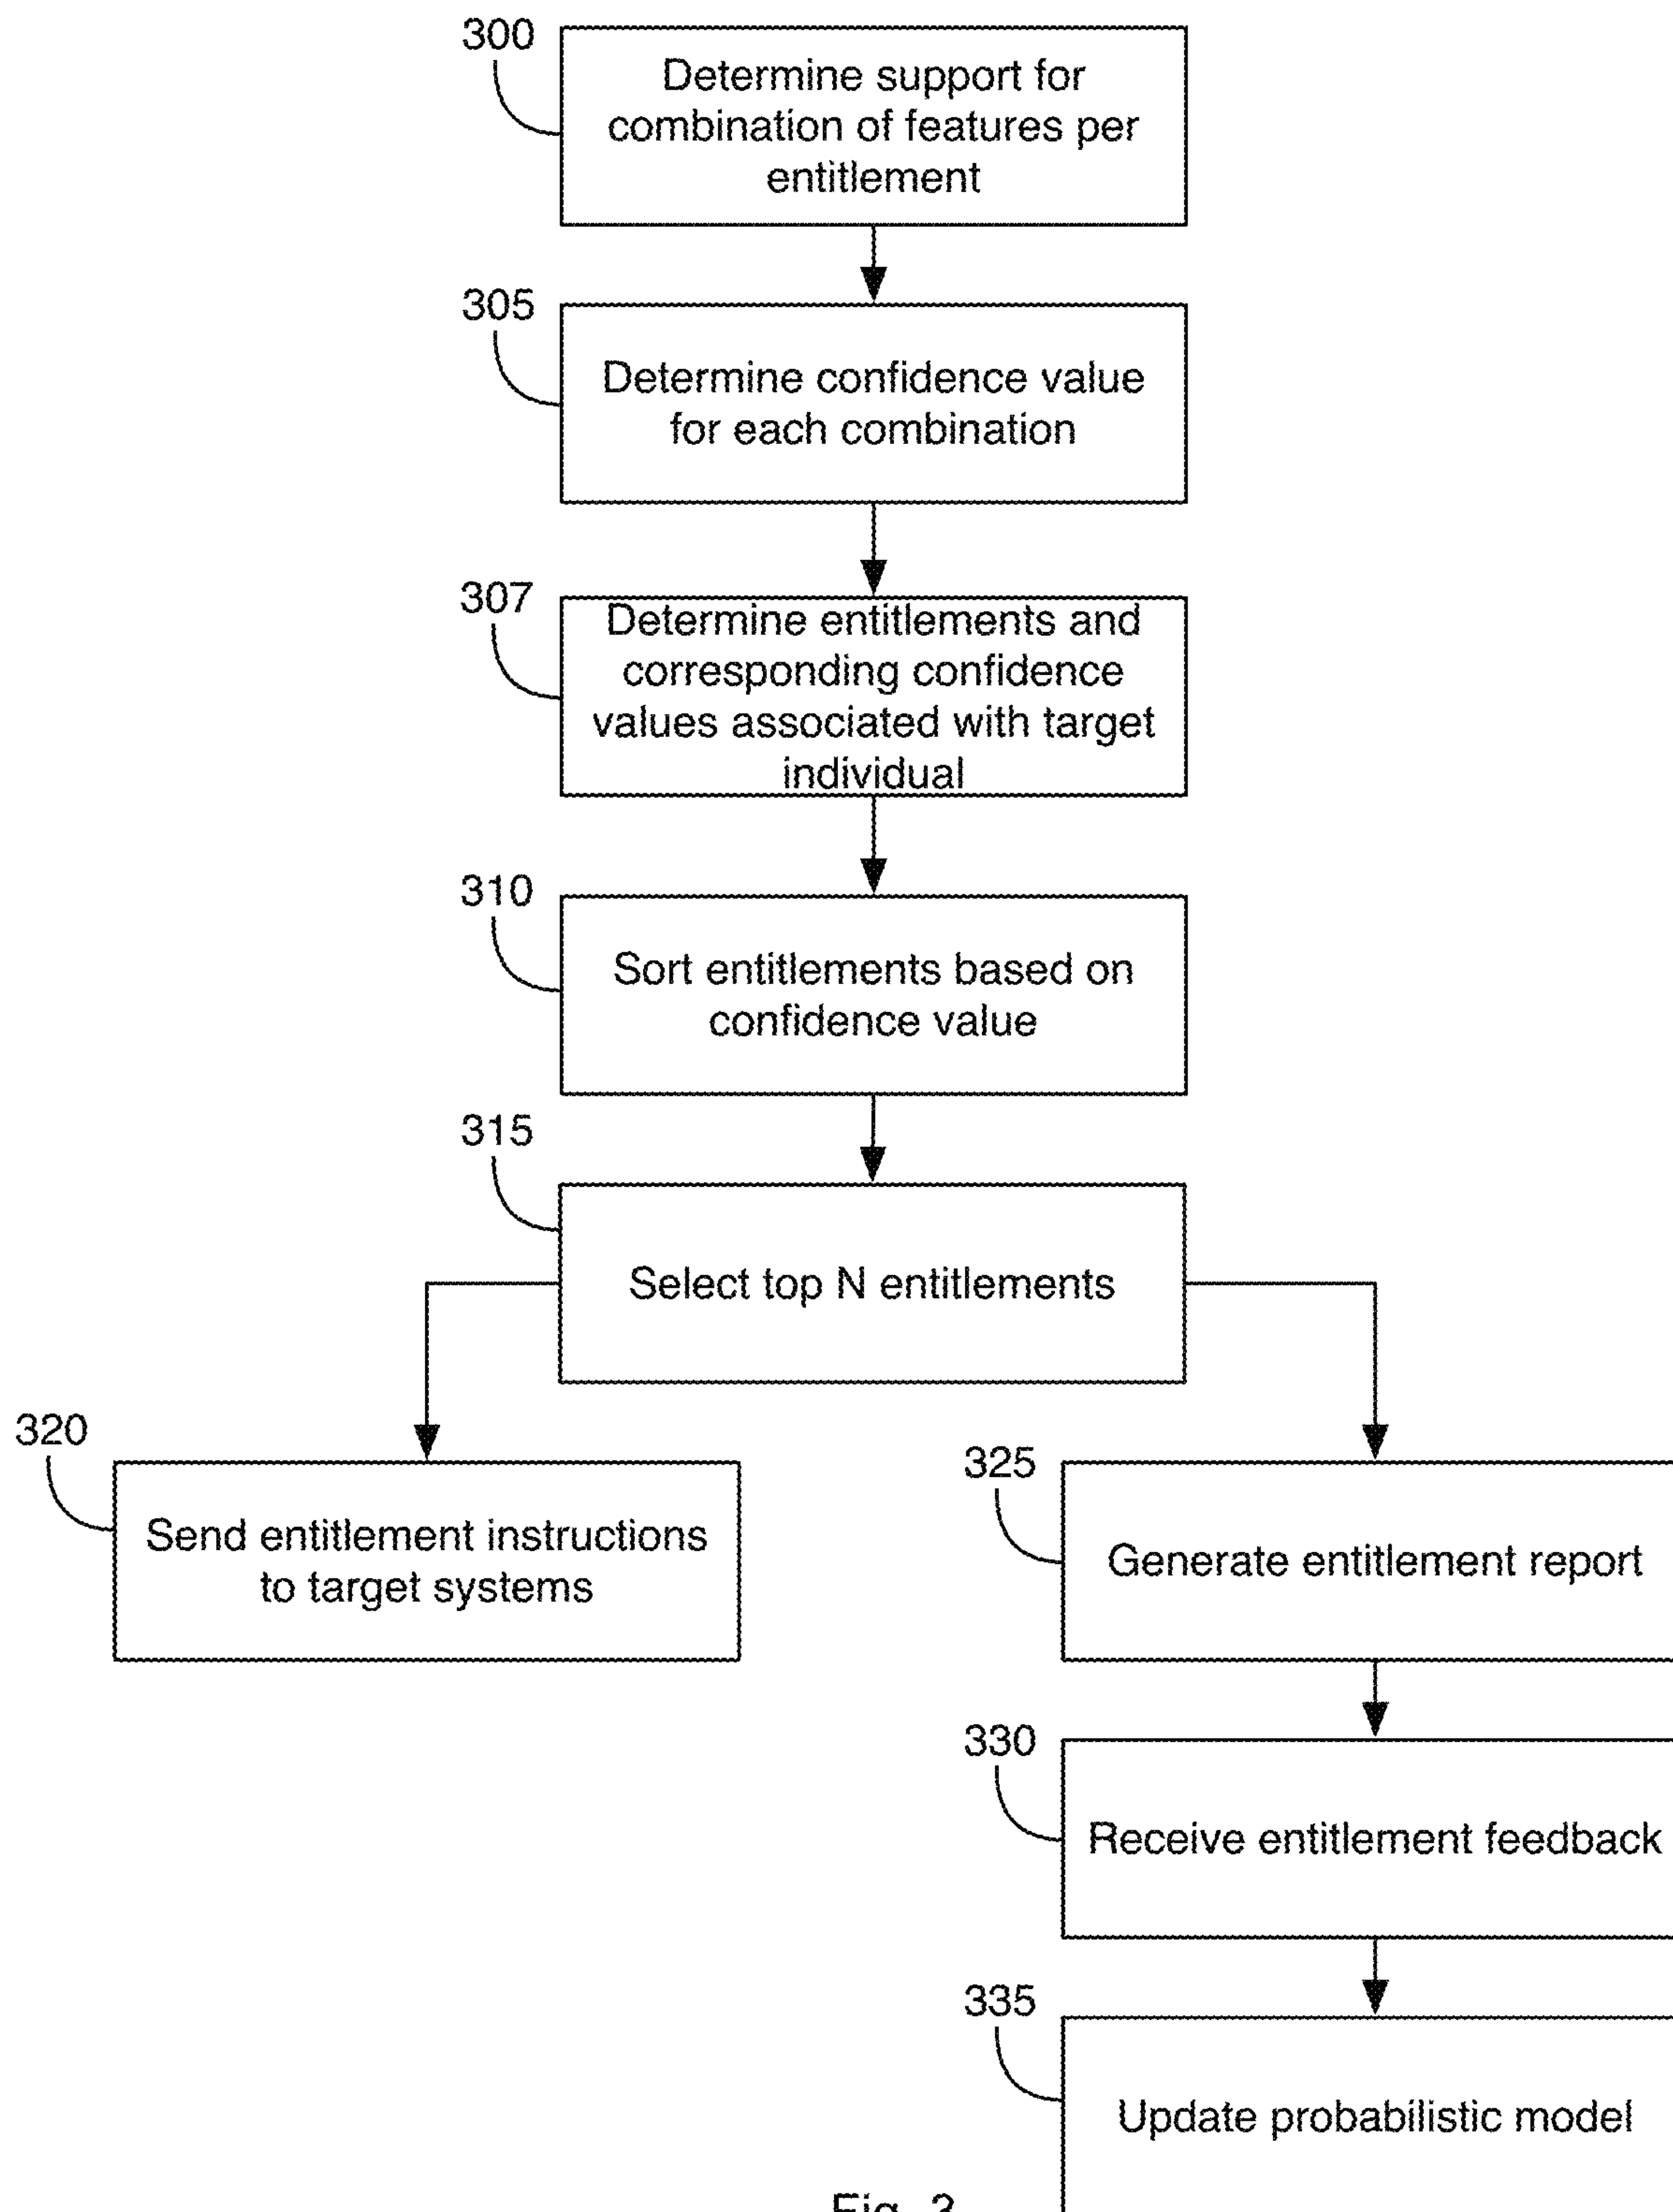 300
Determine support for
combination of features per
entitlement
305
Determine confidence value
for each combination
307
Determine entitlements and
corresponding confidence
values associated with target
individual
310
Sort entitlements based on
confidence value
315
Select top N entitlements
320
Send entitlement instructions
to target systems
325
Generate entitlement report
330
Receive entitlement feedback
335
Update probabilistic model
Fig. 3